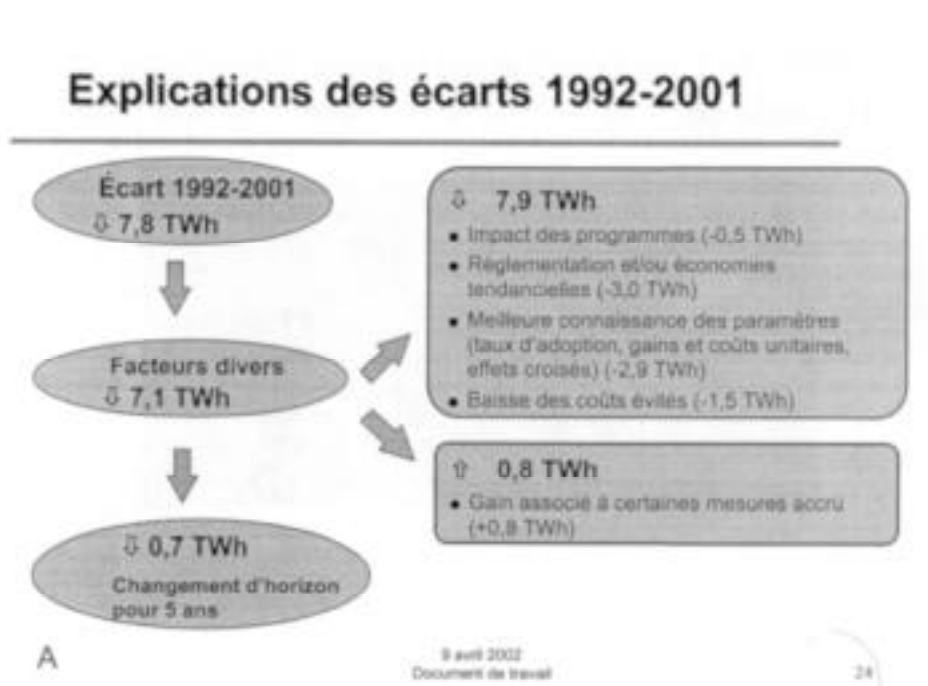 Explications des écarts 1992-2001
Écart 1992-2001
⇩ 7,8 TWh
Facteurs divers
⇩ 7,1 TWh
⇩ 0,7 TWh
Changement d'horizon
pour 5 ans
⇩ 7,9 TWh
• Impact des programmes (-0,5 TWh)
• Réglementation et/ou économies
tendancielles (-3,0 TWh)
• Meilleure connaissance des paramètres
(taux d'adoption, gains et coûts unitaires,
effets croisés) (-2,9 TWh)
• Baisse des coûts évités (-1,5 TWh)
⇧ 0,8 TWh
• Gain associé à certaines mesures accru
(+0,8 TWh)
A
9 avril 2002
Document de travail
24